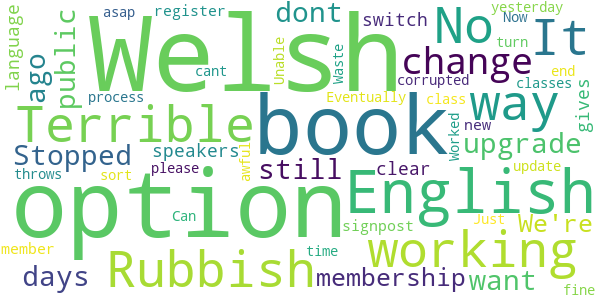 asap register dont switch yesterday Now
language public ago Welsh cant Unable No It turn
process Waste change corrupted classes end
Terrible book Eventually class way gives
Stopped speakers awful still Worked new upgrade
throws sort please clear update
option English
Can signpost Just We're
member Rubbish time working
days membership want fine